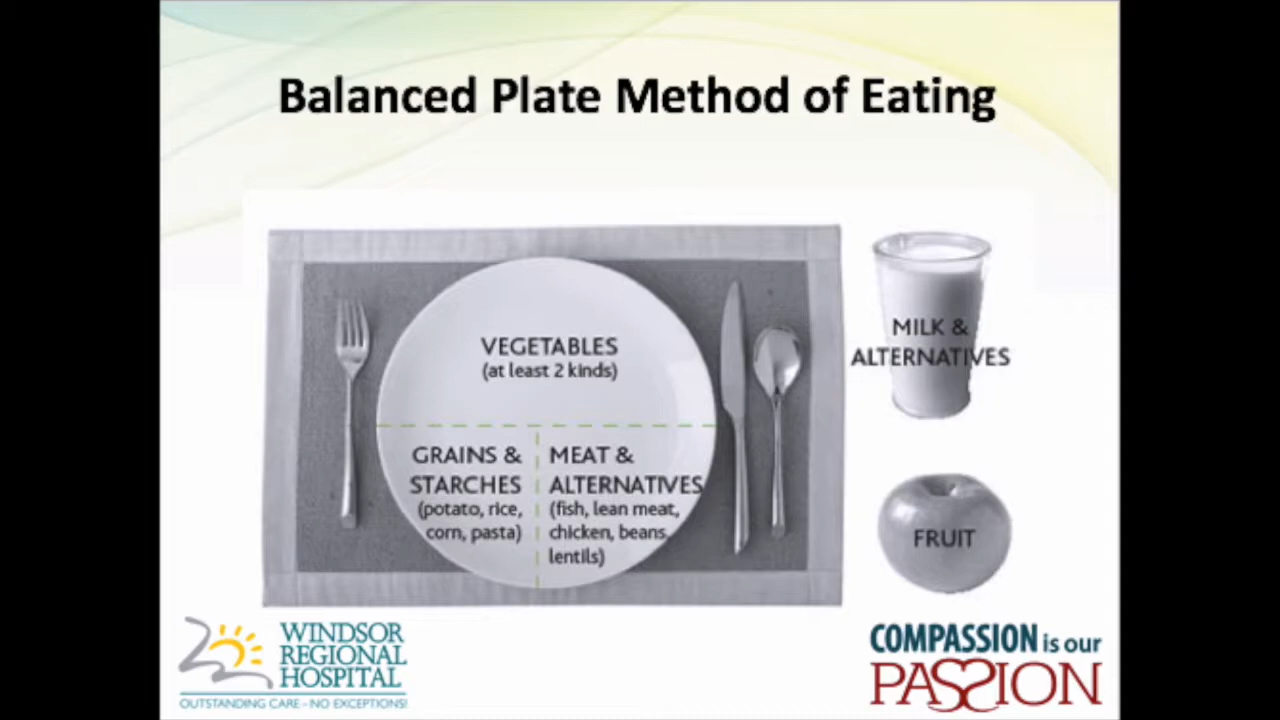 Balanced Plate Method of Eating
VEGETABLES
(at least 2 kinds)
GRAINS &
STARCHES
(potato, rice,
corn, pasta)
MEAT &
ALTERNATIVES
(fish, lean meat,
chicken, beans,
lentils)
MILK &
ALTERNATIVES
FRUIT
WINDSOR
REGIONAL
HOSPITAL
OUTSTANDING CARE - NO EXCEPTIONS!
COMPASSION is our
PASSION